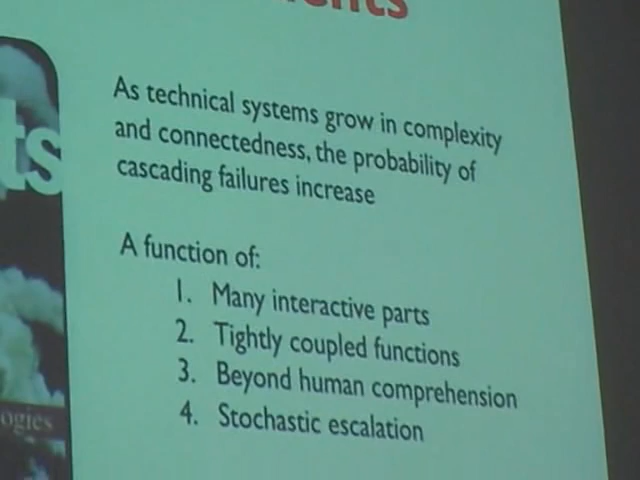 As technical systems grow in complexity
and connectedness, the probability of
cascading failures increase
A function of:
1. Many interactive parts
2. Tightly coupled functions
3. Beyond human comprehension
4. Stochastic escalation